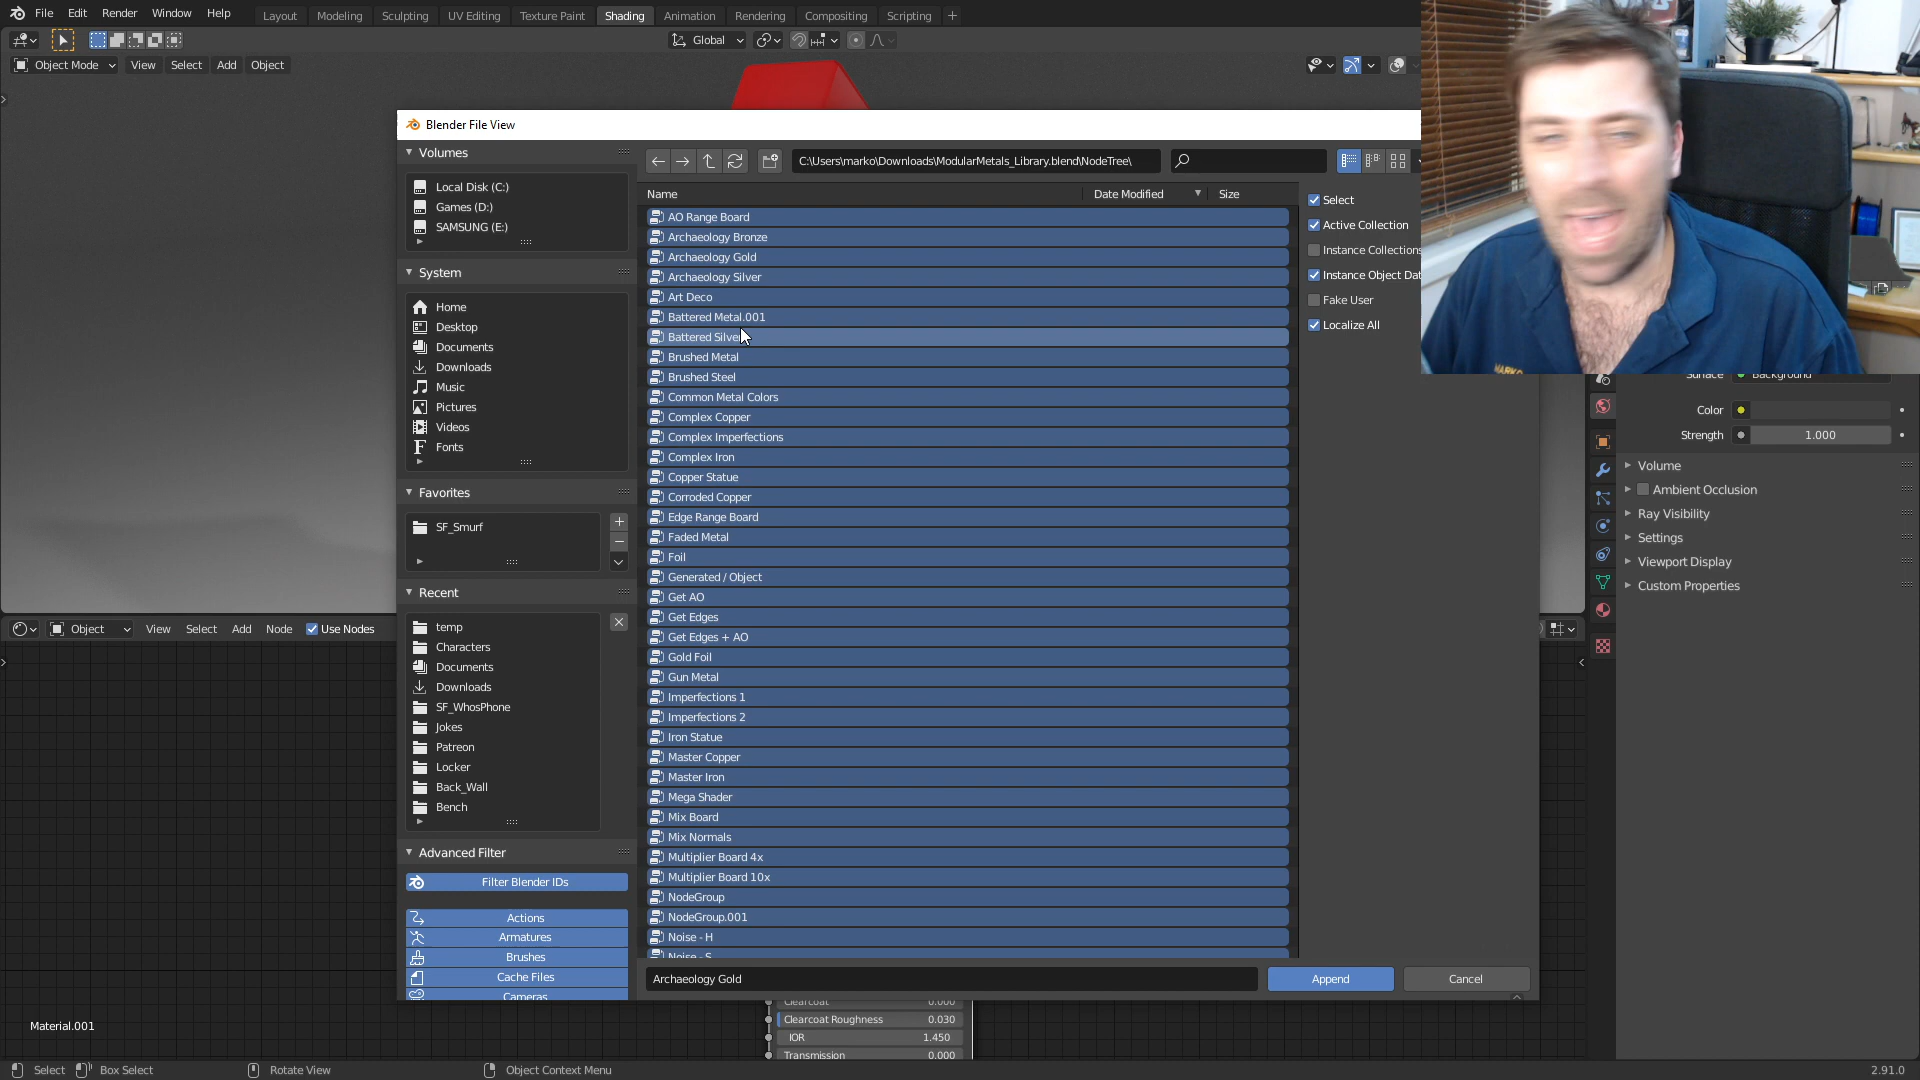 File Edit Render Window Help Layout Modeling Sculpting UV Editing Texture Paint Shading Animation Rendering Compositing Scripting +
Global
Object Mode View Select Add Object
Blender File View
Volumes
Local Disk (C:)
Games (D:)
SAMSUNG (E:)
System
Home
Desktop
Documents
Downloads
Music
Pictures
Videos
Fonts
Favorites
SF_Smurf
Recent
temp
Characters
Documents
Downloads
SF_WhosPhone
Jokes
Patreon
Locker
Back_Wall
Bench
Advanced Filter
Filter Blender IDs
Actions
Armatures
Brushes
Cache Files
Cameras
C:\Users\marko\Downloads\ModularMetals_Library.blend\NodeTree\
Name Date Modified Size
AO Range Board
Archaeology Bronze
Archaeology Gold
Archaeology Silver
Art Deco
Battered Metal.001
Battered Silver
Brushed Metal
Brushed Steel
Common Metal Colors
Complex Copper
Complex Imperfections
Complex Iron
Copper Statue
Corroded Copper
Edge Range Board
Faded Metal
Foil
Generated / Object
Get AO
Get Edges
Get Edges + AO
Gold Foil
Gun Metal
Imperfections 1
Imperfections 2
Iron Statue
Master Copper
Master Iron
Mega Shader
Mix Board
Mix Normals
Multiplier Board 4x
Multiplier Board 10x
NodeGroup
NodeGroup.001
Noise - H
Noise - S
Archaeology Gold
Append Cancel
Select
Active Collection
Instance Collections
Instance Object Dat
Fake User
Localize All
Surface Background
Color
Strength 1.000
Volume
Ambient Occlusion
Ray Visibility
Settings
Viewport Display
Custom Properties
Object View Select Add Node Use Nodes
Clearcoat 0.000
Clearcoat Roughness 0.030
IOR 1.450
Transmission 0.000
Material.001
Select Box Select Rotate View Object Context Menu 2.91.0